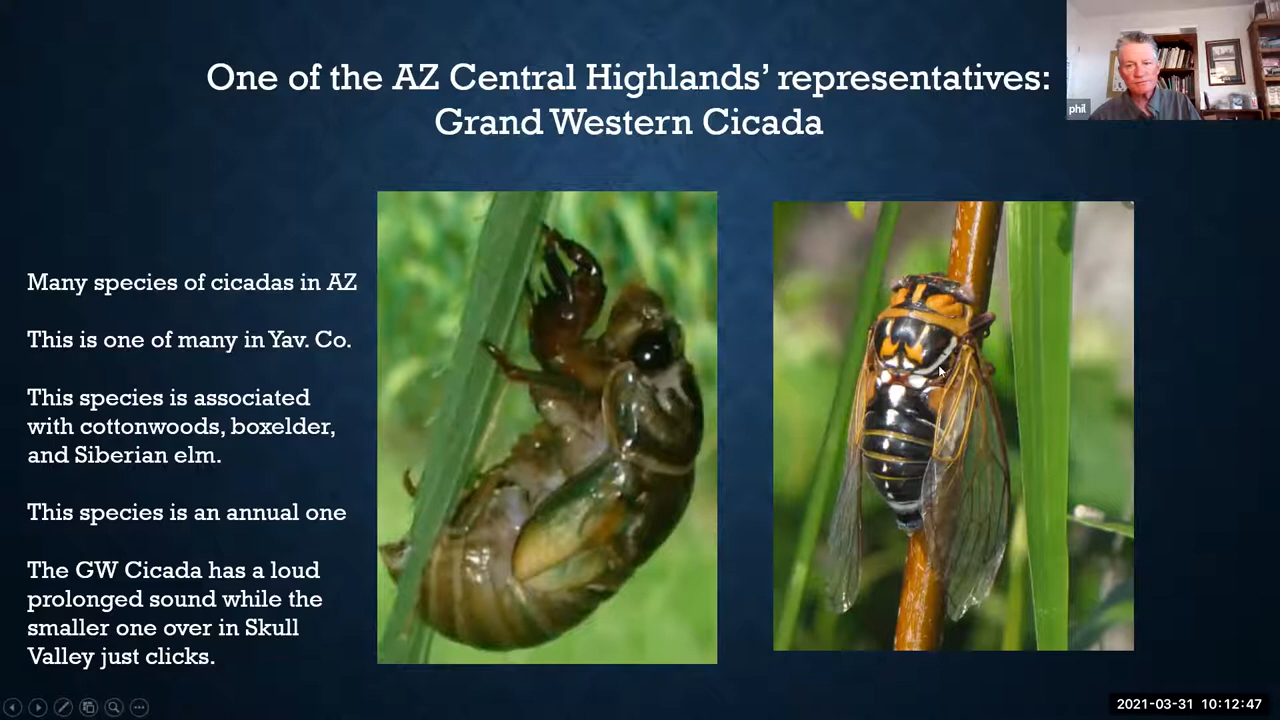 One of the AZ Central Highlands’ representatives:
Grand Western Cicada
phil
Many species of cicadas in AZ
This is one of many in Yav. Co.
This species is associated
with cottonwoods, boxelder,
and Siberian elm.
This species is an annual one
The GW Cicada has a loud
prolonged sound while the
smaller one over in Skull
Valley just clicks.
2021-03-31 10:12:47